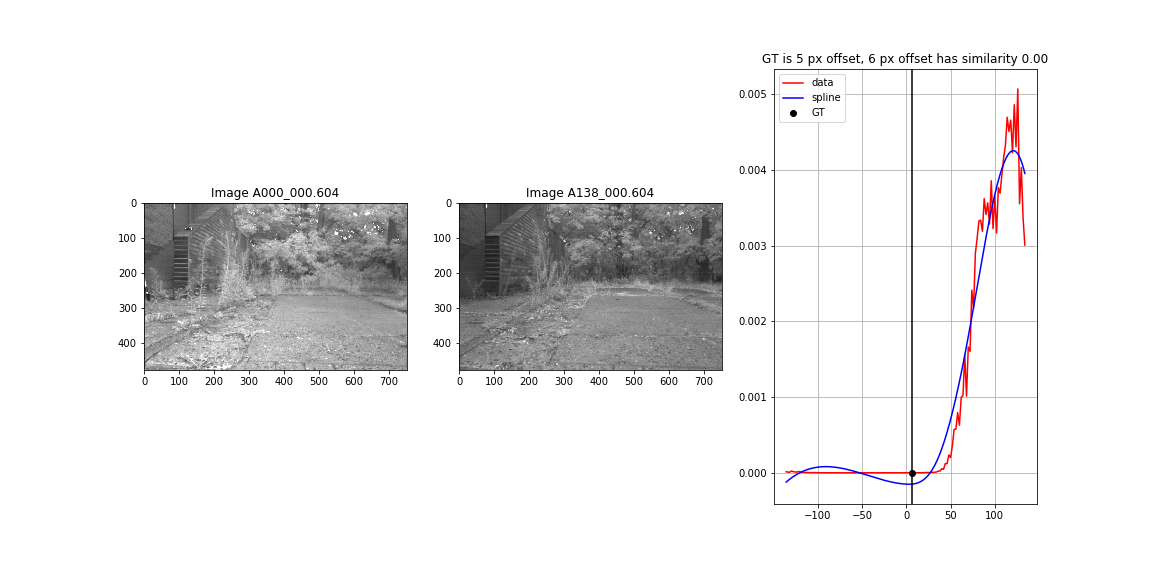 Image A000_000.604
0
100
200
300
400
0 100 200 300 400 500 600 700
Image A138_000.604
0
100
200
300
400
0 100 200 300 400 500 600 700
GT is 5 px offset, 6 px offset has similarity 0.00
data
spline
GT
0.005
0.004
0.003
0.002
0.001
0.000
−100 −50 0 50 100